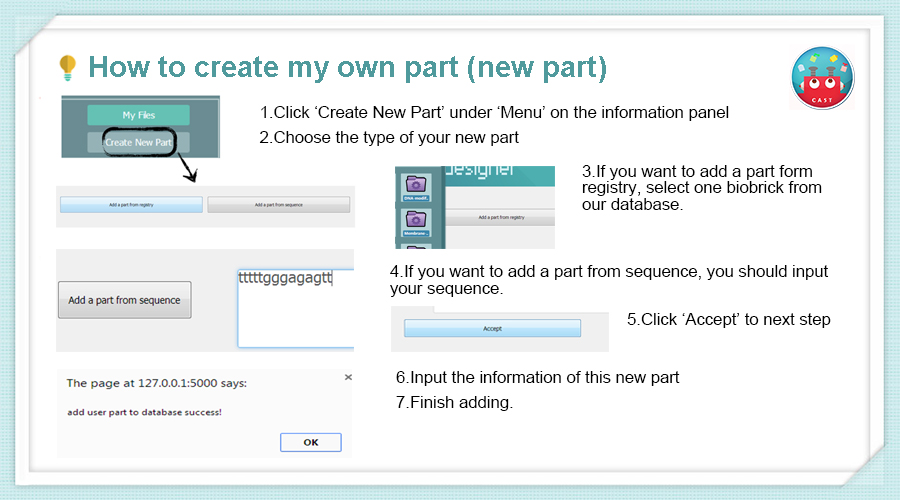 How to create my own part (new part)
CAST
My Files
Create New Part
1.Click ‘Create New Part’ under ‘Menu’ on the information panel
2.Choose the type of your new part
Add a part from registry
Add a part from sequence
designer
DNA modif...
Membrane ...
Add a part from registry
3.If you want to add a part form
registry, select one biobrick from
our database.
Add a part from sequence
tttttgggagagtt
4.If you want to add a part from sequence, you should input
your sequence.
Accept
5.Click ‘Accept’ to next step
The page at 127.0.0.1:5000 says:
add user part to database success!
OK
6.Input the information of this new part
7.Finish adding.